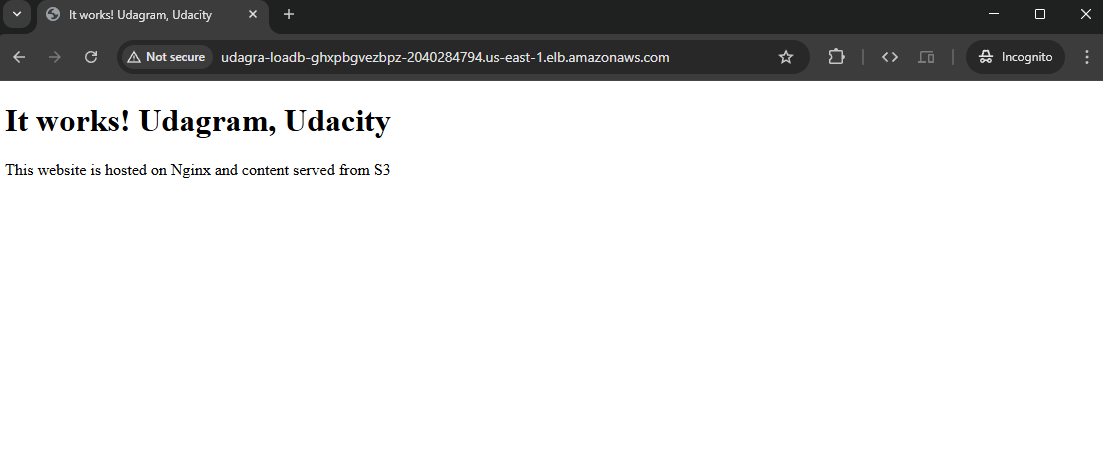 It works! Udagram, Udacity
Not secure
udagra-loadb-ghxpbgvezbpz-2040284794.us-east-1.elb.amazonaws.com
Incognito
It works! Udagram, Udacity
This website is hosted on Nginx and content served from S3